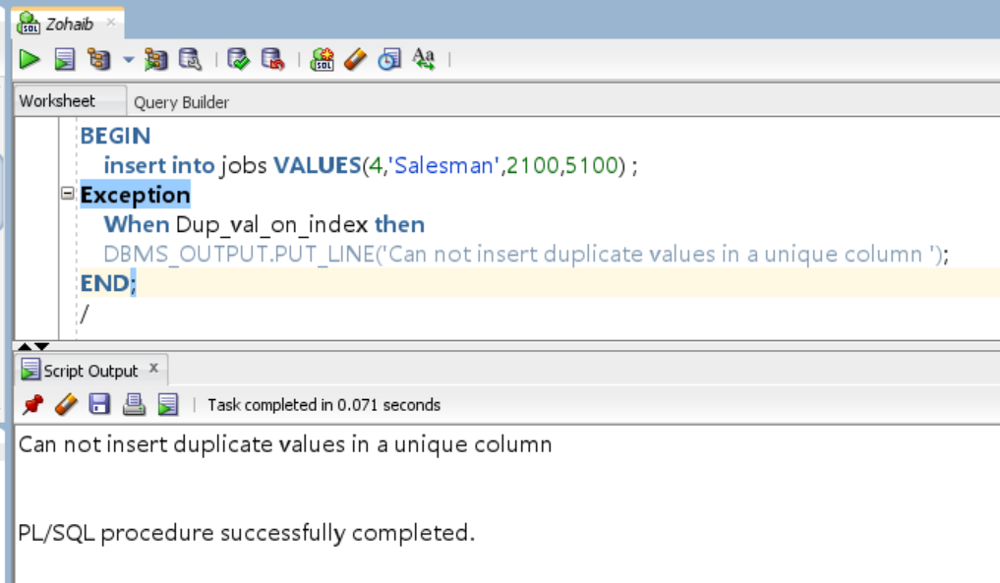 Zohaib
Worksheet Query Builder
BEGIN
insert into jobs VALUES(4,'Salesman',2100,5100) ;
Exception
When Dup_val_on_index then
DBMS_OUTPUT.PUT_LINE('Can not insert duplicate values in a unique column ');
END;
/
Script Output x
Task completed in 0.071 seconds
Can not insert duplicate values in a unique column
PL/SQL procedure successfully completed.